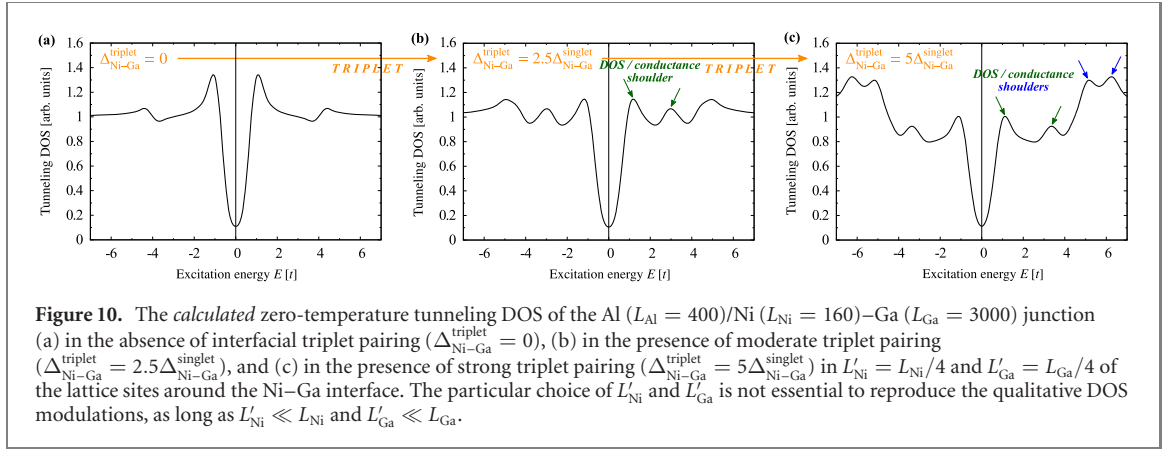 (a)
1.6
1.4
1.2
1
0.8
0.6
0.4
0.2
0
Tunneling DOS [arb. units]
-6 -4 -2 0 2 4 6
Excitation energy E [t]
Δ^triplet_Ni–Ga = 0
TRIPLET
(b)
1.6
1.4
1.2
1
0.8
0.6
0.4
0.2
0
Tunneling DOS [arb. units]
-6 -4 -2 0 2 4 6
Excitation energy E [t]
Δ^triplet_Ni–Ga = 2.5Δ^singlet_Ni–Ga
DOS / conductance
shoulder
TRIPLET
(c)
1.6
1.4
1.2
1
0.8
0.6
0.4
0.2
0
Tunneling DOS [arb. units]
-6 -4 -2 0 2 4 6
Excitation energy E [t]
Δ^triplet_Ni–Ga = 5Δ^singlet_Ni–Ga
DOS / conductance
shoulders
Figure 10. The calculated zero-temperature tunneling DOS of the Al (L_Al = 400)/Ni (L_Ni = 160)–Ga (L_Ga = 3000) junction
(a) in the absence of interfacial triplet pairing (Δ^triplet_Ni–Ga = 0), (b) in the presence of moderate triplet pairing
(Δ^triplet_Ni–Ga = 2.5Δ^singlet_Ni–Ga), and (c) in the presence of strong triplet pairing (Δ^triplet_Ni–Ga = 5Δ^singlet_Ni–Ga) in L′_Ni = L_Ni/4 and L′_Ga = L_Ga/4 of
the lattice sites around the Ni–Ga interface. The particular choice of L′_Ni and L′_Ga is not essential to reproduce the qualitative DOS
modulations, as long as L′_Ni ≪ L_Ni and L′_Ga ≪ L_Ga.